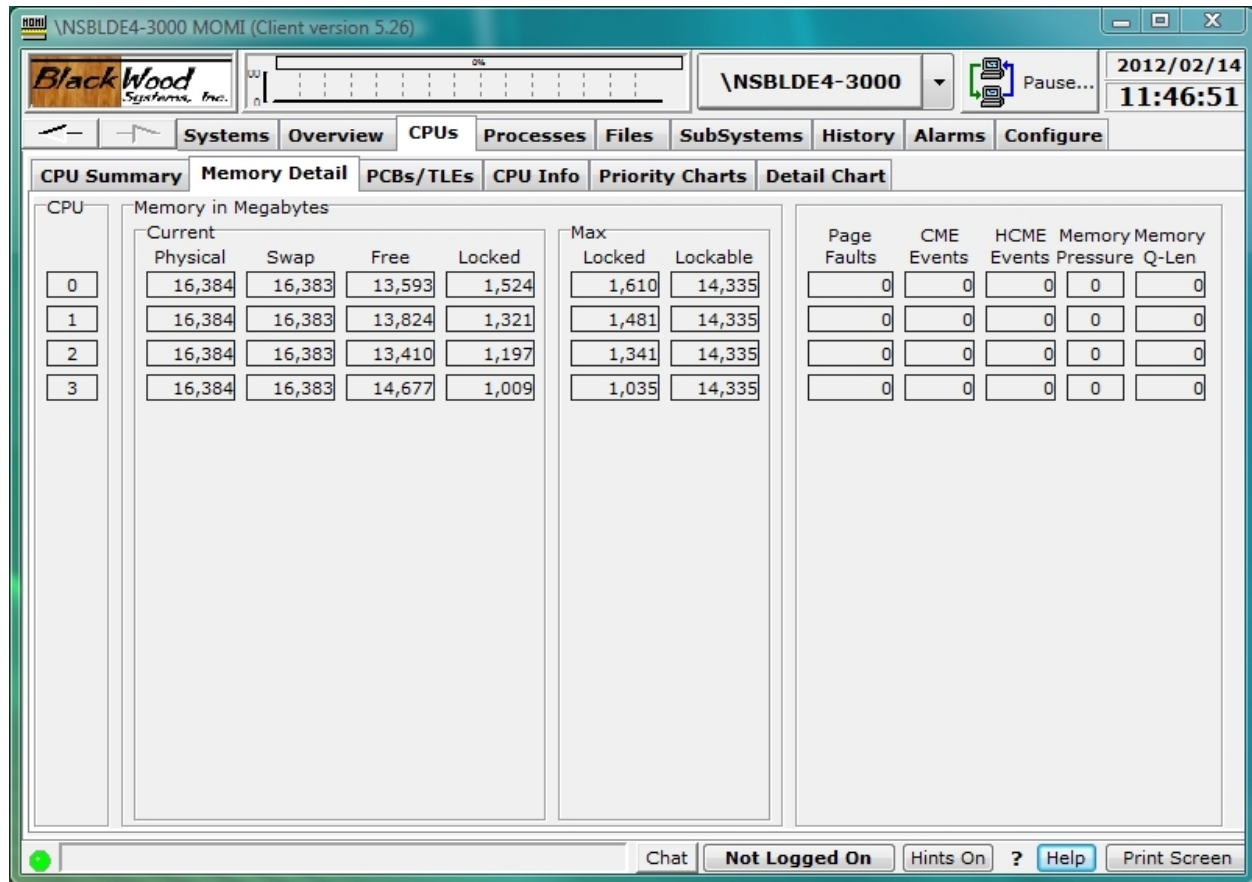 MOMI \NSBLDE4-3000 MOMI (Client version 5.26)
BlackWood Systems, Inc.
0%
0
\NSBLDE4-3000
Pause...
2012/02/14
11:46:51
Systems Overview CPUs Processes Files SubSystems History Alarms Configure
CPU Summary Memory Detail PCBs/TLEs CPU Info Priority Charts Detail Chart
CPU Memory in Megabytes
Current Max
Physical Swap Free Locked Locked Lockable Page Faults CME Events HCME Events Memory Pressure Memory Q-Len
0 16,384 16,383 13,593 1,524 1,610 14,335 0 0 0 0 0
1 16,384 16,383 13,824 1,321 1,481 14,335 0 0 0 0 0
2 16,384 16,383 13,410 1,197 1,341 14,335 0 0 0 0 0
3 16,384 16,383 14,677 1,009 1,035 14,335 0 0 0 0 0
Chat Not Logged On Hints On ? Help Print Screen